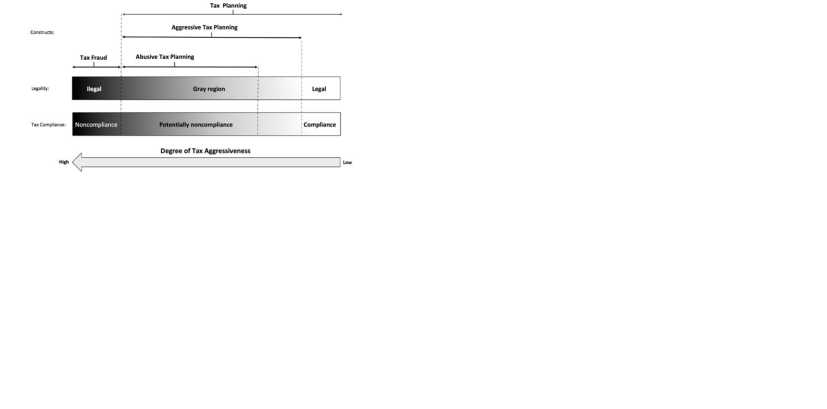 Tax Planning
Aggressive Tax Planning
Constructs:
Tax Fraud
Abusive Tax Planning
Legality:
Ilegal
Gray region
Legal
Tax Compliance:
Noncompliance
Potentially noncompliance
Compliance
Degree of Tax Aggressiveness
High
Low